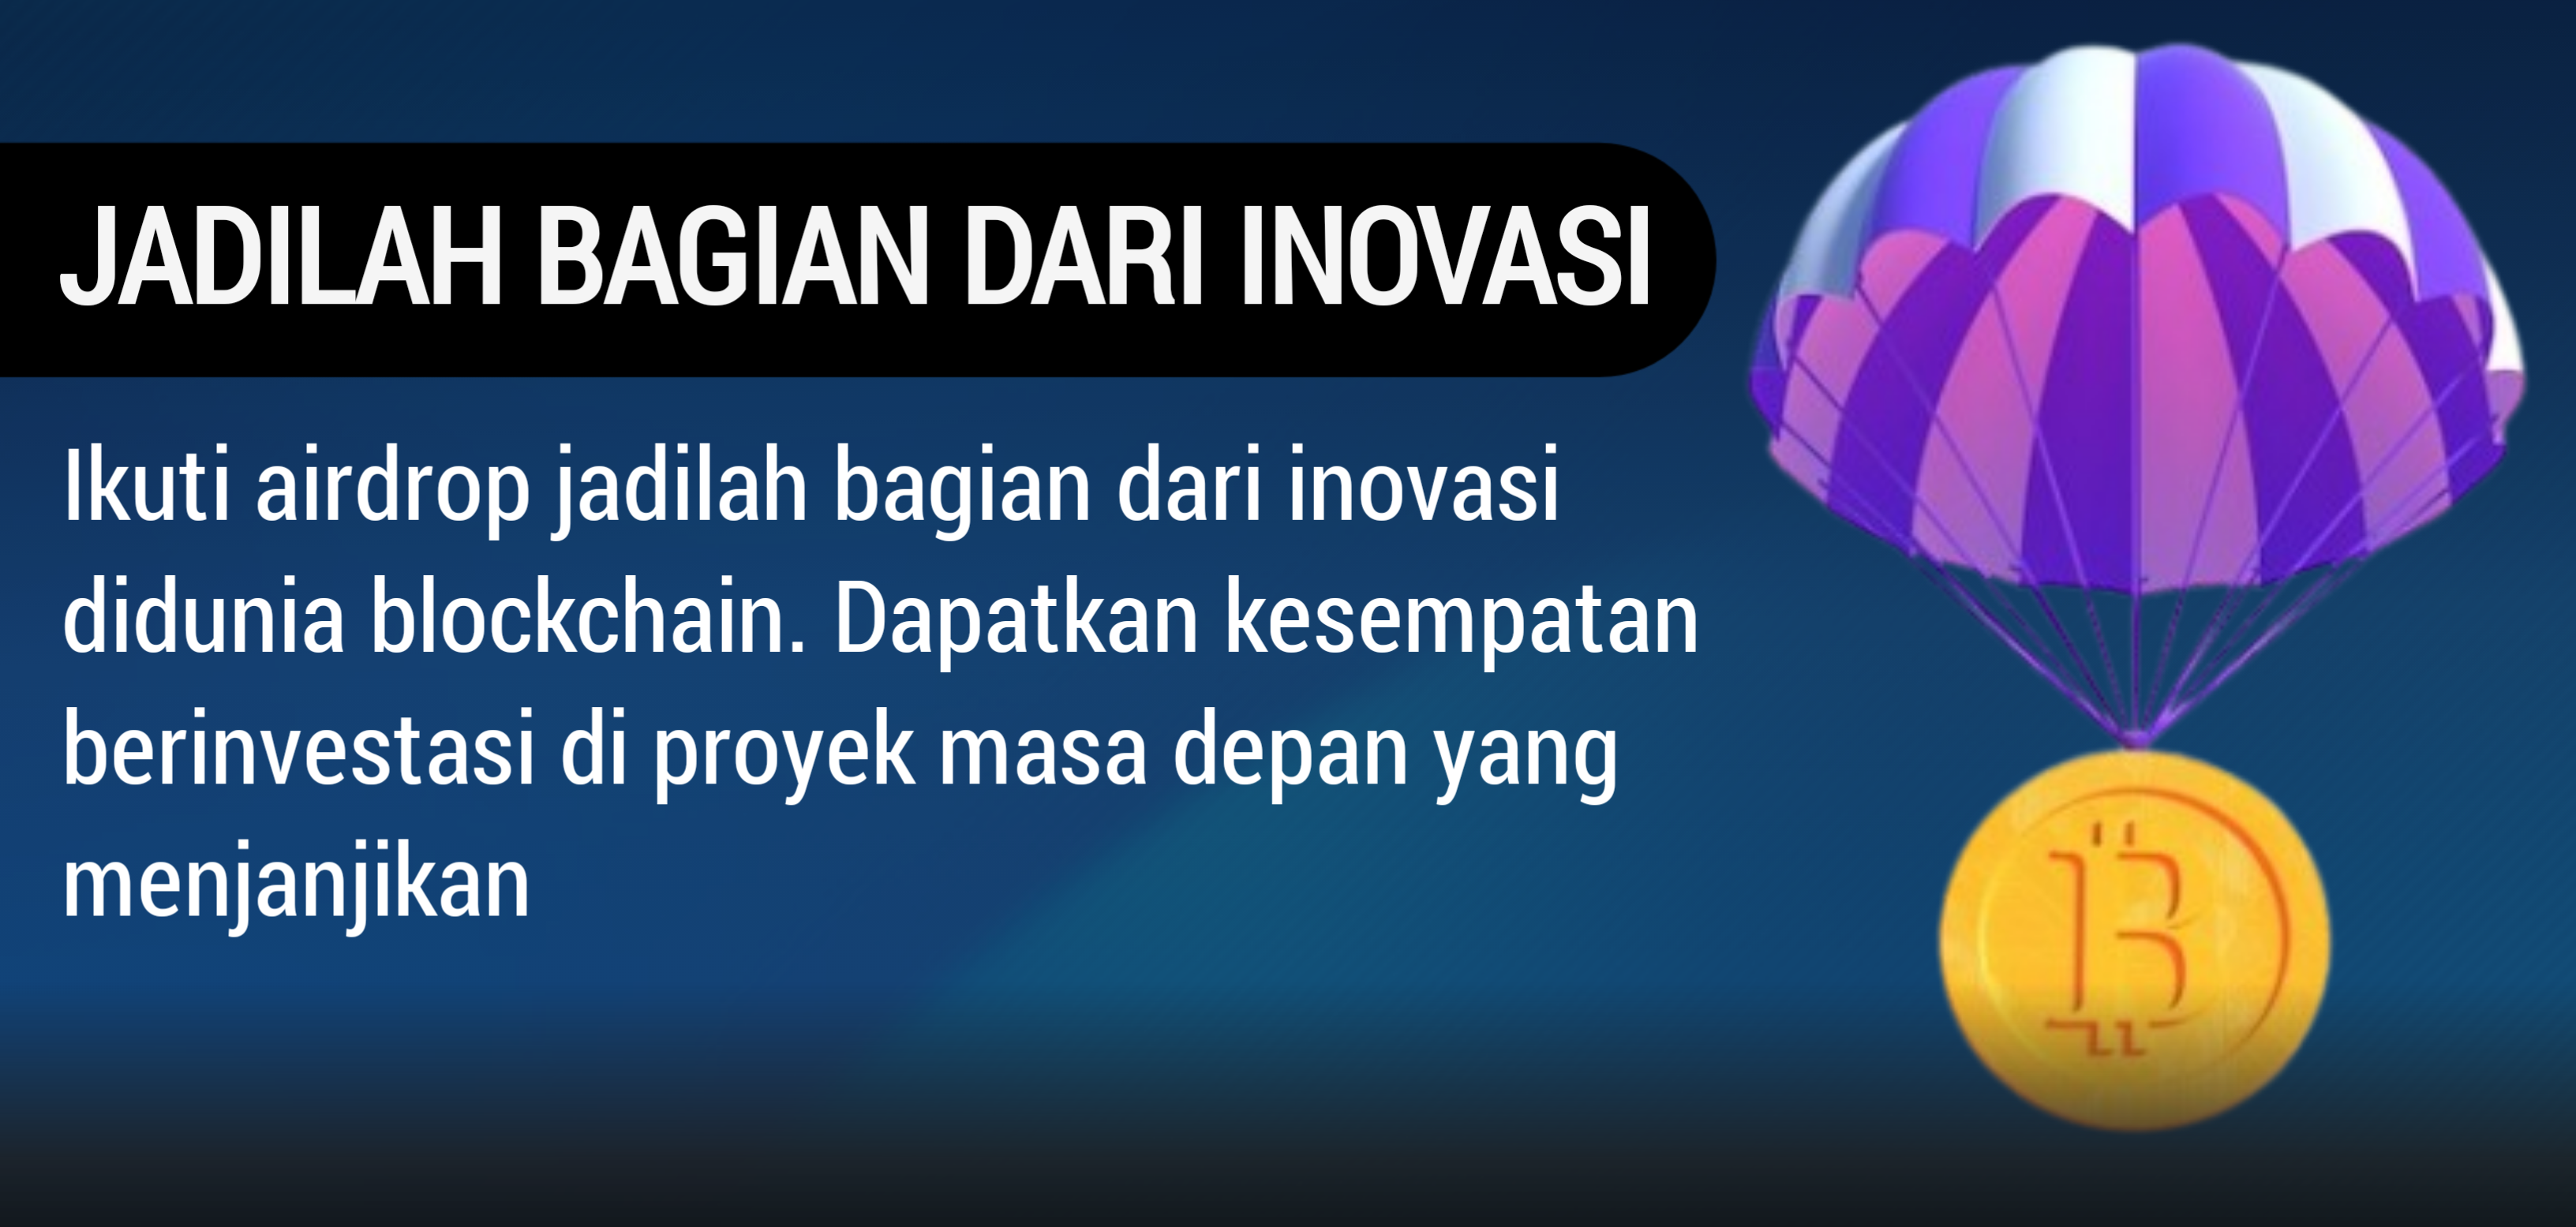 JADILAH BAGIAN DARI INOVASI
Ikuti airdrop jadilah bagian dari inovasi
didunia blockchain. Dapatkan kesempatan
berinvestasi di proyek masa depan yang
menjanjikan